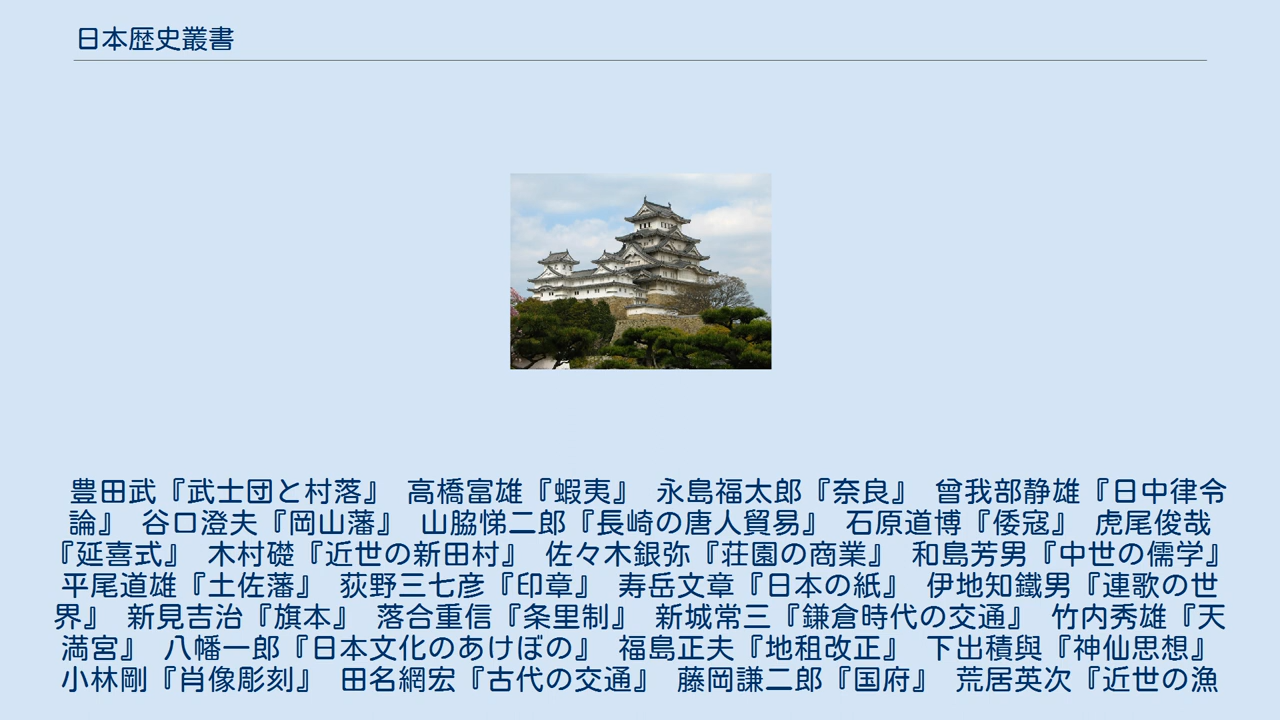 日本歴史叢書
豊田武『武士団と村落』 高橋富雄『蝦夷』 永島福太郎『奈良』 曾我部静雄『日中律令
論』 谷口澄夫『岡山藩』 山脇悌二郎『長崎の唐人貿易』 石原道博『倭寇』 虎尾俊哉
『延喜式』 木村礎『近世の新田村』 佐々木銀弥『荘園の商業』 和島芳男『中世の儒学』
平尾道雄『土佐藩』 荻野三七彦『印章』 寿岳文章『日本の紙』 伊地知鐵男『連歌の世
界』 新見吉治『旗本』 落合重信『条里制』 新城常三『鎌倉時代の交通』 竹内秀雄『天
満宮』 八幡一郎『日本文化のあけぼの』 福島正夫『地租改正』 下出積與『神仙思想』
小林剛『肖像彫刻』 田名網宏『古代の交通』 藤岡謙二郎『国府』 荒居英次『近世の漁